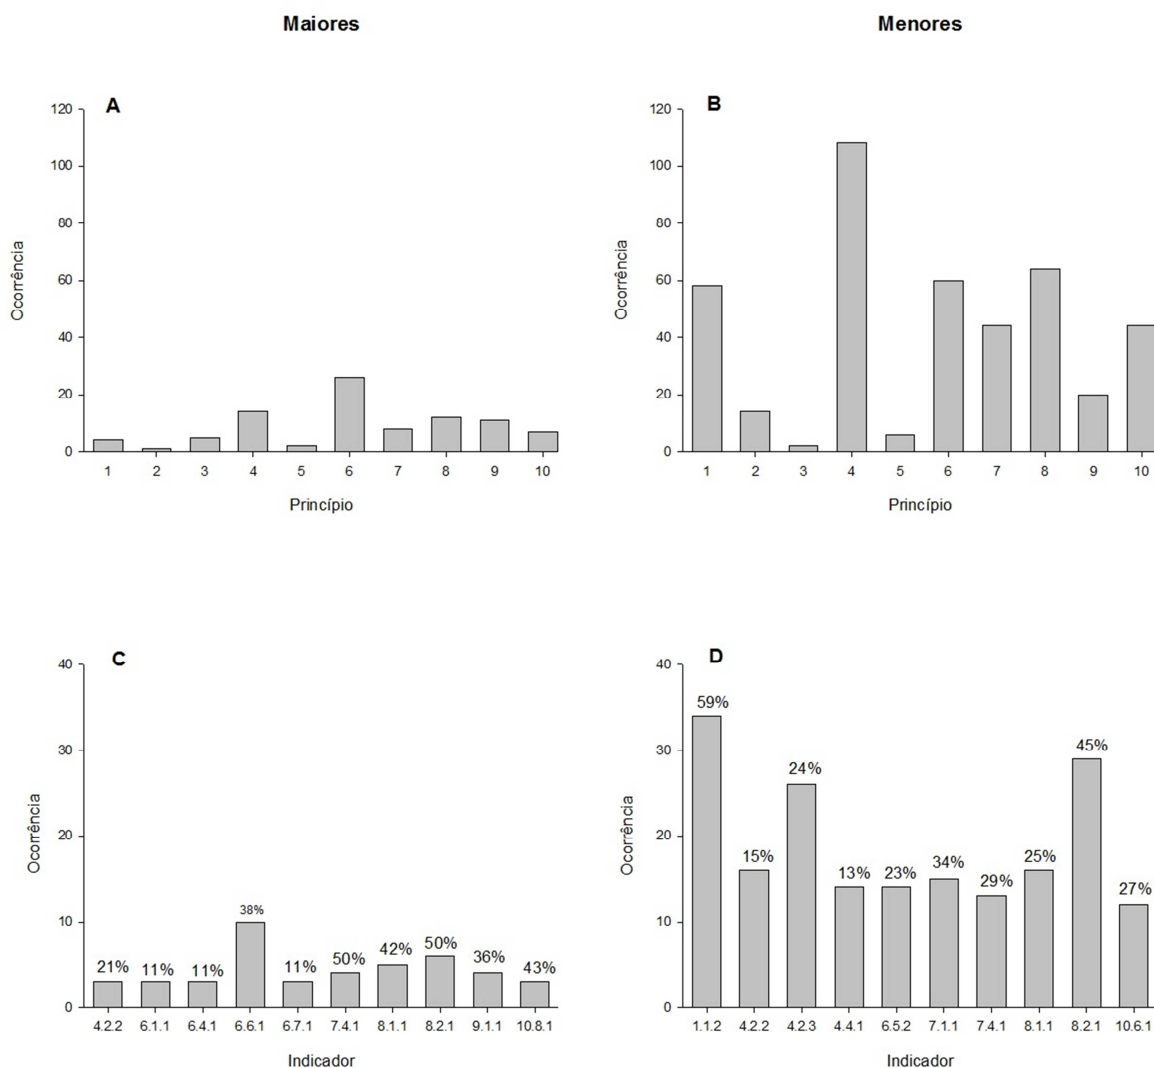 Maiores
Menores
A
120
100
80
60
40
20
0
Ocorrência
1 2 3 4 5 6 7 8 9 10
Princípio
B
120
100
80
60
40
20
0
Ocorrência
1 2 3 4 5 6 7 8 9 10
Princípio
C
40
30
20
10
0
Ocorrência
21% 11% 11% 38% 11% 50% 42% 50% 36% 43%
4.2.2 6.1.1 6.4.1 6.6.1 6.7.1 7.4.1 8.1.1 8.2.1 9.1.1 10.8.1
Indicador
D
40
30
20
10
0
Ocorrência
59% 15% 24% 13% 23% 34% 29% 25% 45% 27%
1.1.2 4.2.2 4.2.3 4.4.1 6.5.2 7.1.1 7.4.1 8.1.1 8.2.1 10.6.1
Indicador